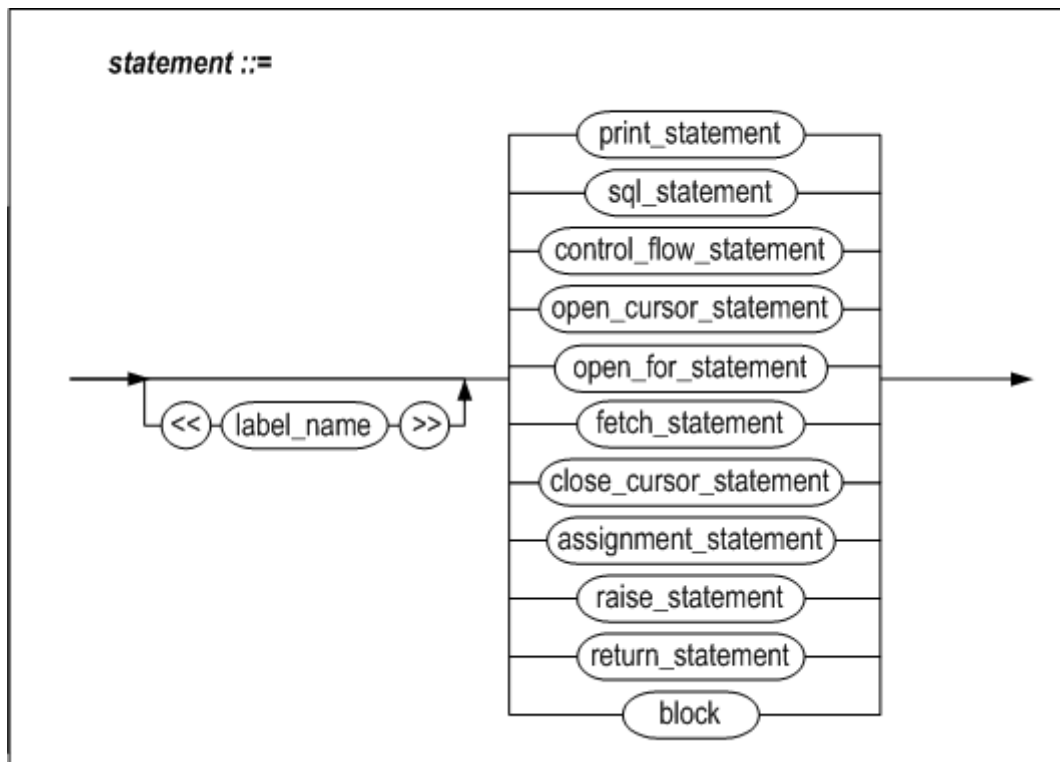 statement ::=
print_statement
sql_statement
control_flow_statement
open_cursor_statement
open_for_statement
<< label_name >>
fetch_statement
close_cursor_statement
assignment_statement
raise_statement
return_statement
block